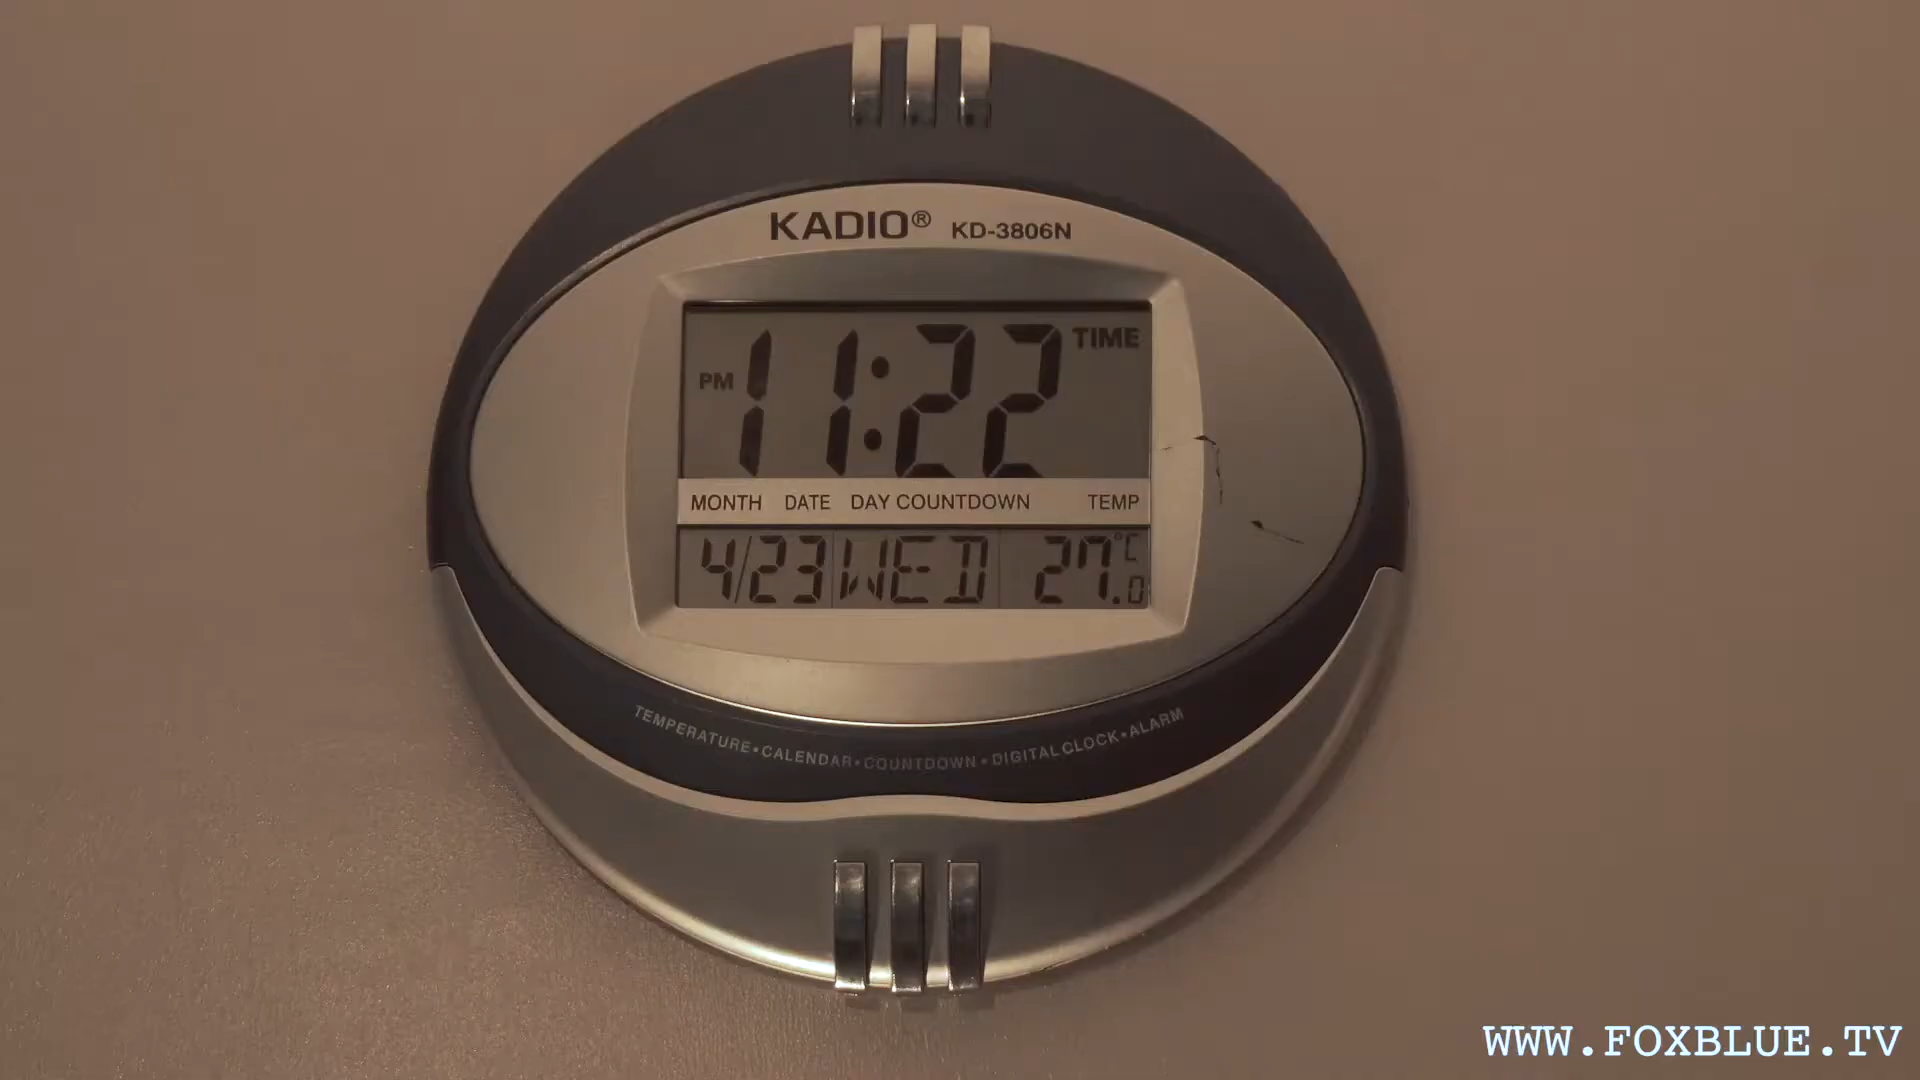 KADIO® KD-3806N
TIME
PM 11:22
MONTH DATE DAY COUNTDOWN TEMP
4/23 WED 27.0°C
TEMPERATURE•CALENDAR•COUNTDOWN•DIGITAL CLOCK•ALARM
WWW.FOXBLUE.TV